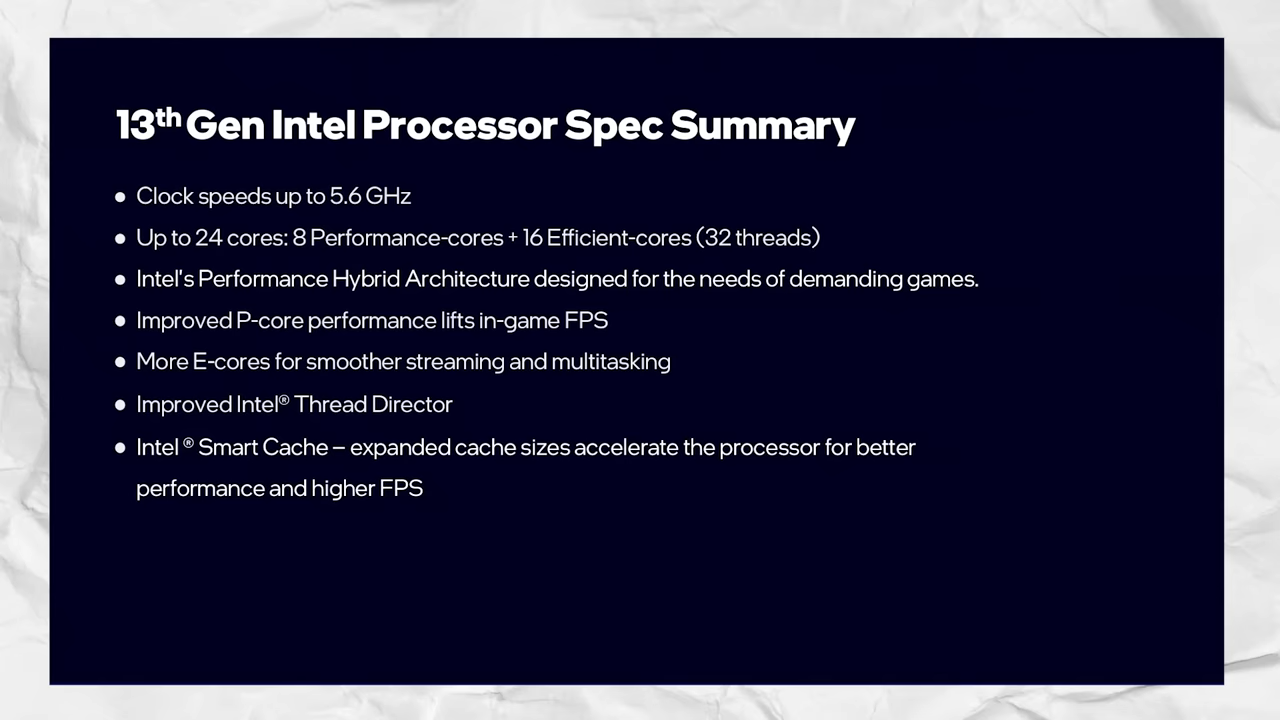 13th Gen Intel Processor Spec Summary
• Clock speeds up to 5.6 GHz
• Up to 24 cores: 8 Performance-cores + 16 Efficient-cores (32 threads)
• Intel's Performance Hybrid Architecture designed for the needs of demanding games.
• Improved P-core performance lifts in-game FPS
• More E-cores for smoother streaming and multitasking
• Improved Intel® Thread Director
• Intel ® Smart Cache – expanded cache sizes accelerate the processor for better
performance and higher FPS